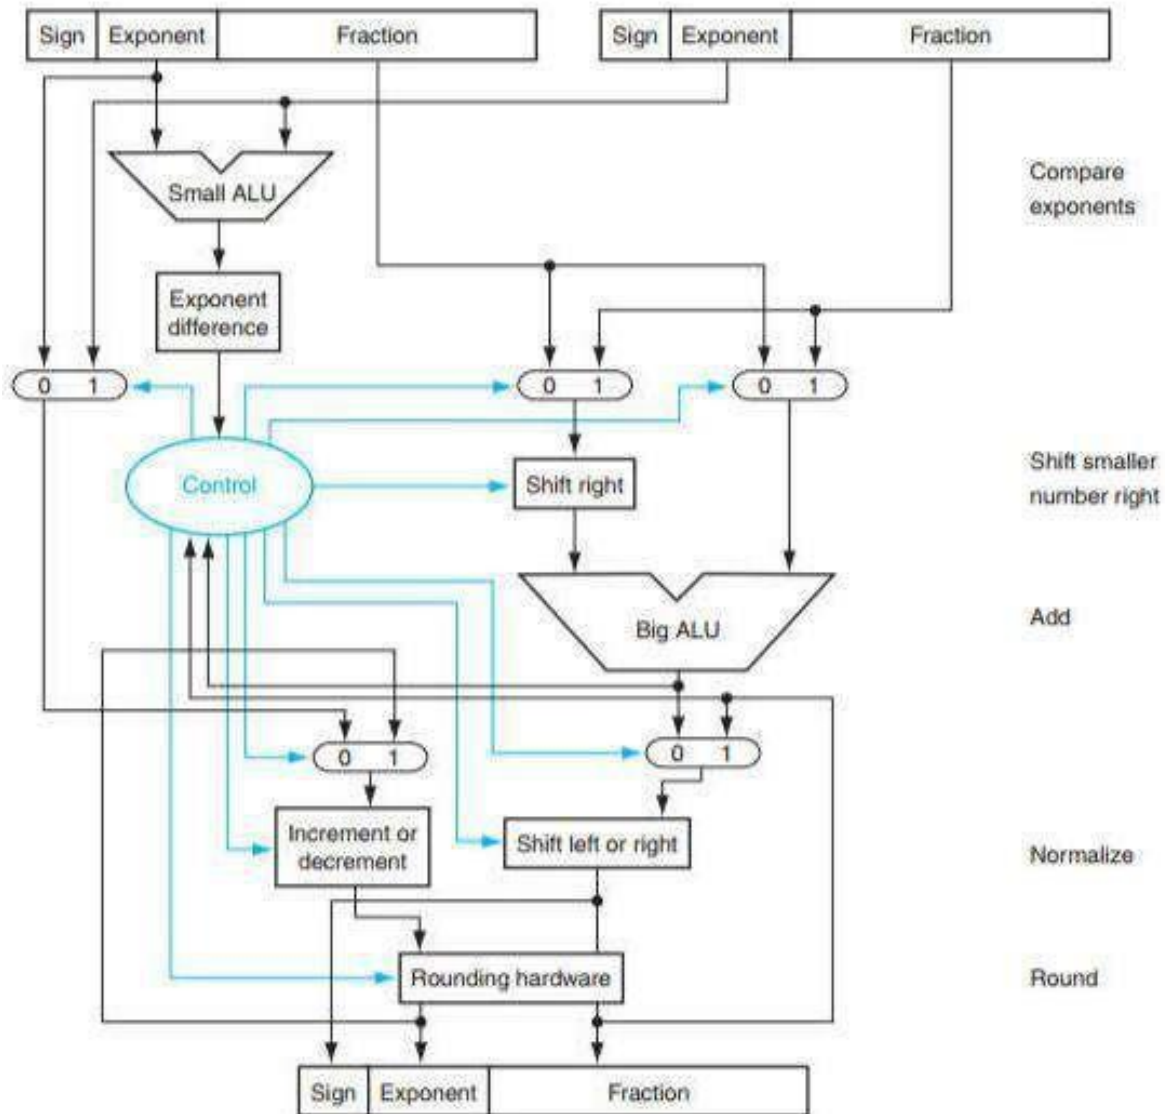 Sign Exponent Fraction Sign Exponent Fraction
Compare
exponents
Small ALU
Exponent
difference
0 1 0 1 0 1
Control
Shift right
Shift smaller
number right
Big ALU
Add
0 1 0 1
Increment or
decrement
Shift left or right
Normalize
Rounding hardware
Round
Sign Exponent Fraction